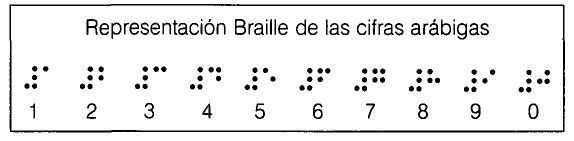 Representación Braille de las cifras arábigas
⠼⠁ ⠼⠃ ⠼⠉ ⠼⠙ ⠼⠑ ⠼⠋ ⠼⠛ ⠼⠓ ⠼⠊ ⠼⠚
1 2 3 4 5 6 7 8 9 0